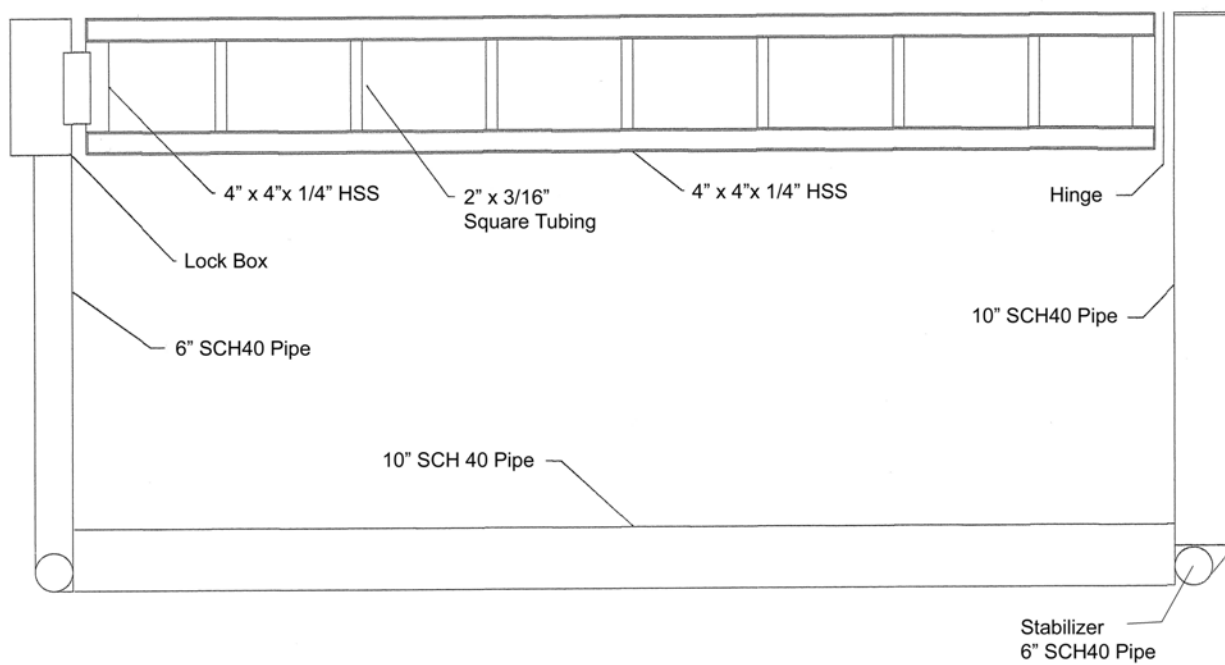 4” x 4”x 1/4” HSS
2” x 3/16”
Square Tubing
4” x 4”x 1/4” HSS
Hinge
Lock Box
10” SCH40 Pipe
6” SCH40 Pipe
10” SCH 40 Pipe
Stabilizer
6” SCH40 Pipe